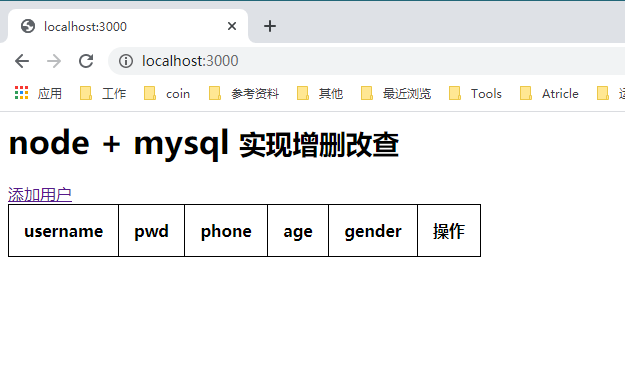 localhost:3000
localhost:3000
应用 工作 coin 参考资料 其他 最近浏览 Tools Atricle
node + mysql 实现增删改查
添加用户
username pwd phone age gender 操作